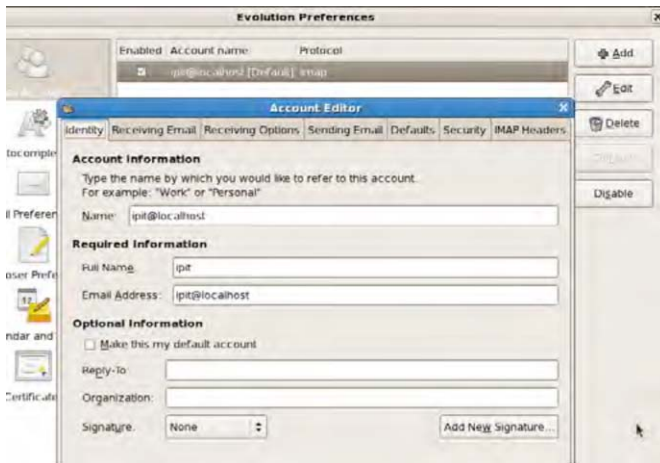 Evolution Preferences
Enabled Account name Protocol
ipit@localhost [Default] imap
Add
Edit
Delete
Disable
Account Editor
Identity Receiving Email Receiving Options Sending Email Defaults Security IMAP Headers
Account Information
Type the name by which you would like to refer to this account.
For example: "Work" or "Personal"
Name: ipit@localhost
Required Information
Full Name: ipit
Email Address: ipit@localhost
Optional Information
Make this my default account
Reply-To:
Organization:
Signature: None
Add New Signature...
tocomple
l Preferen
oser Prefe
ndar and
Certificate